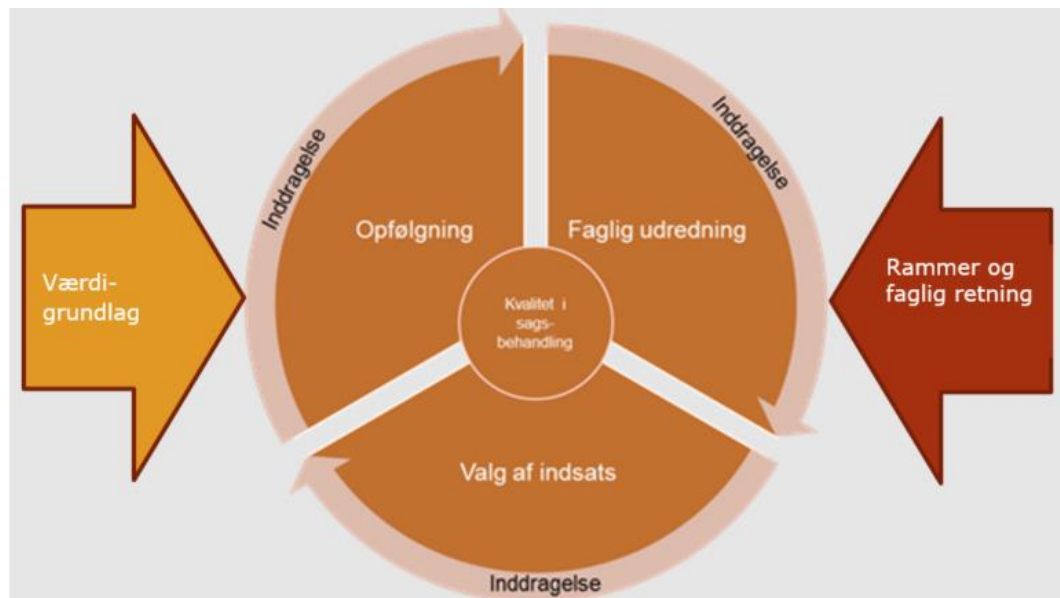 Inddragelse
Inddragelse
Opfølgning
Faglig udredning
Værdi-
grundlag
Kvalitet i
sags-
behandling
Rammer og
faglig retning
Valg af indsats
Inddragelse